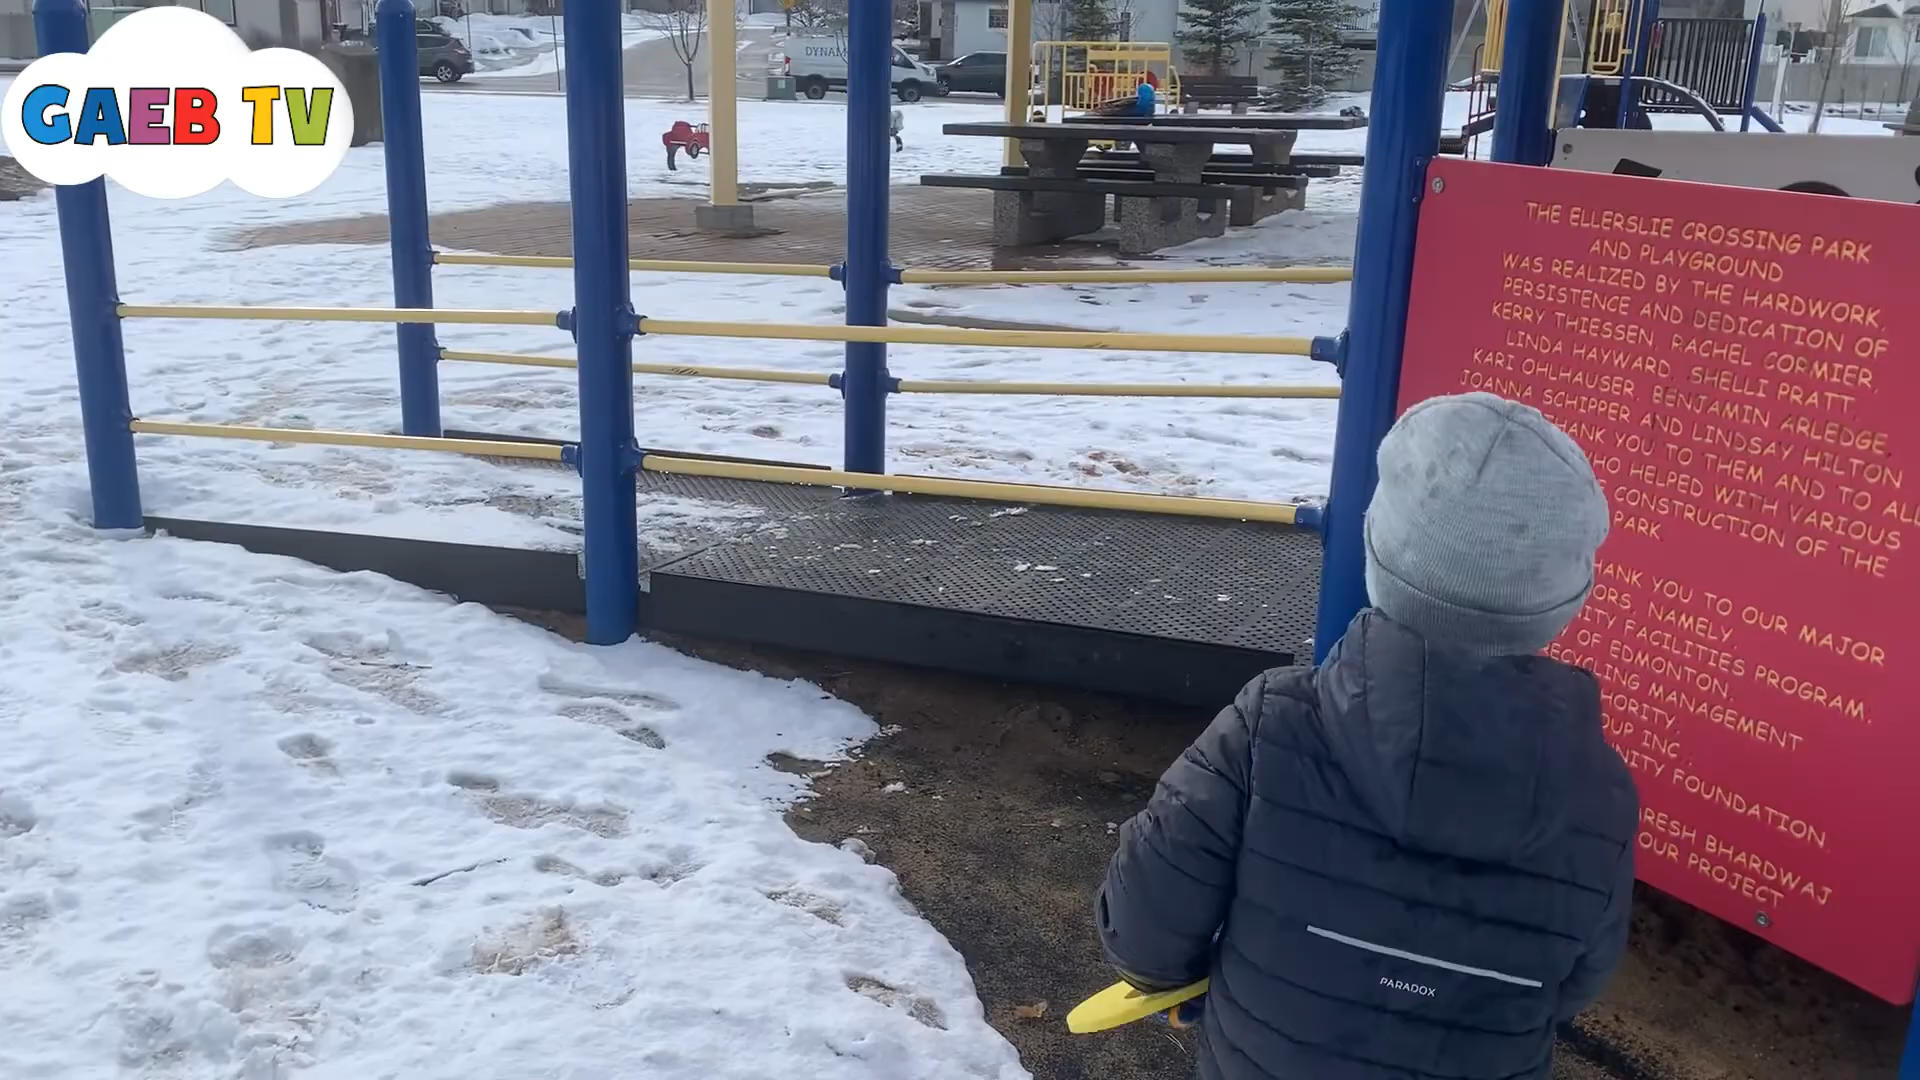 GAEB TV
DYNAM
THE ELLERSLIE CROSSING PARK
AND PLAYGROUND
WAS REALIZED BY THE HARDWORK,
PERSISTENCE AND DEDICATION OF
KERRY THIESSEN, RACHEL CORMIER,
LINDA HAYWARD, SHELLI PRATT,
KARI OHLHAUSER, BENJAMIN ARLEDGE,
JOANNA SCHIPPER AND LINDSAY HILTON
THANK YOU TO THEM AND TO ALL
HO HELPED WITH VARIOUS
CONSTRUCTION OF THE
PARK.
HANK YOU TO OUR MAJOR
ORS, NAMELY,
ITY FACILITIES PROGRAM,
Y OF EDMONTON,
RECYCLING MANAGEMENT
HORITY,
OUP INC.,
NITY FOUNDATION,
ARESH BHARDWAJ
OUR PROJECT
PARADOX